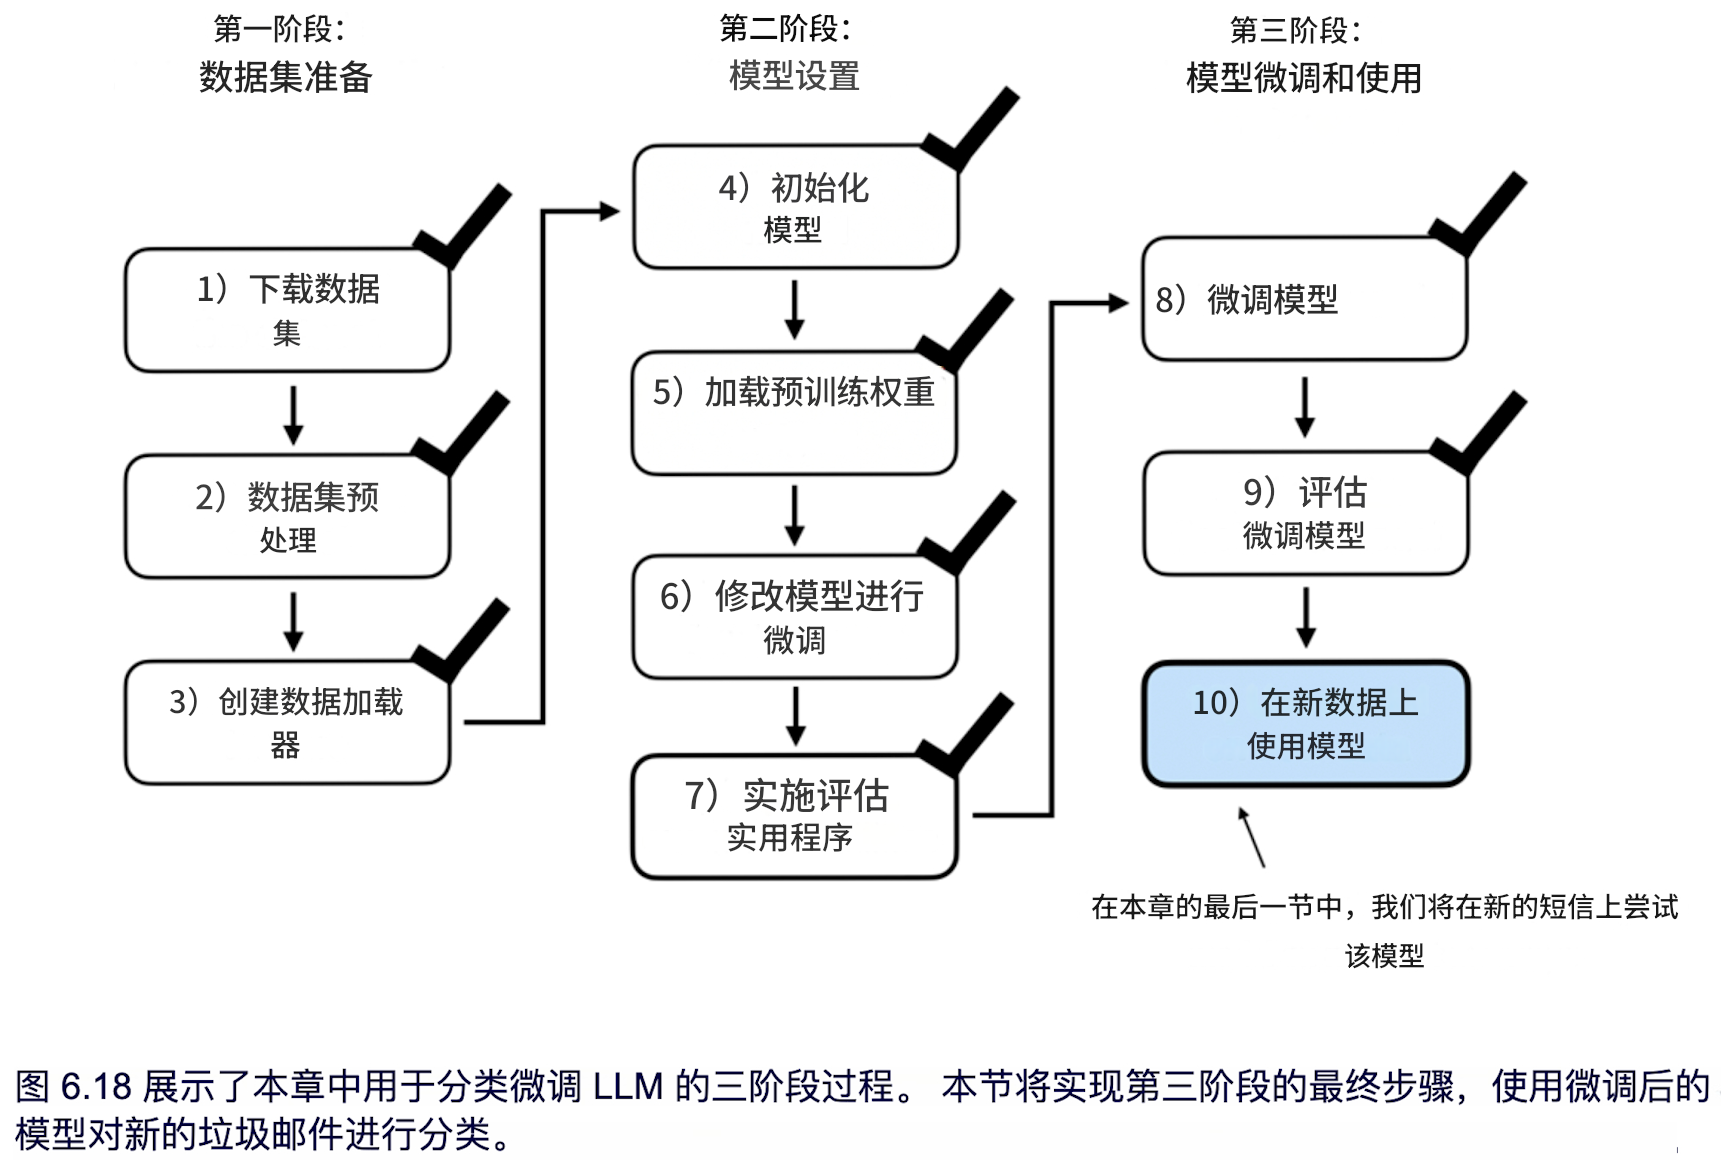 第一阶段：
数据集准备
1）下载数据
集
2）数据集预
处理
3）创建数据加载
器
第二阶段：
模型设置
4）初始化
模型
5）加载预训练权重
6）修改模型进行
微调
7）实施评估
实用程序
第三阶段：
模型微调和使用
8）微调模型
9）评估
微调模型
10）在新数据上
使用模型
在本章的最后一节中，我们将在新的短信上尝试
该模型
图 6.18 展示了本章中用于分类微调 LLM 的三阶段过程。 本节将实现第三阶段的最终步骤，使用微调后的
模型对新的垃圾邮件进行分类。